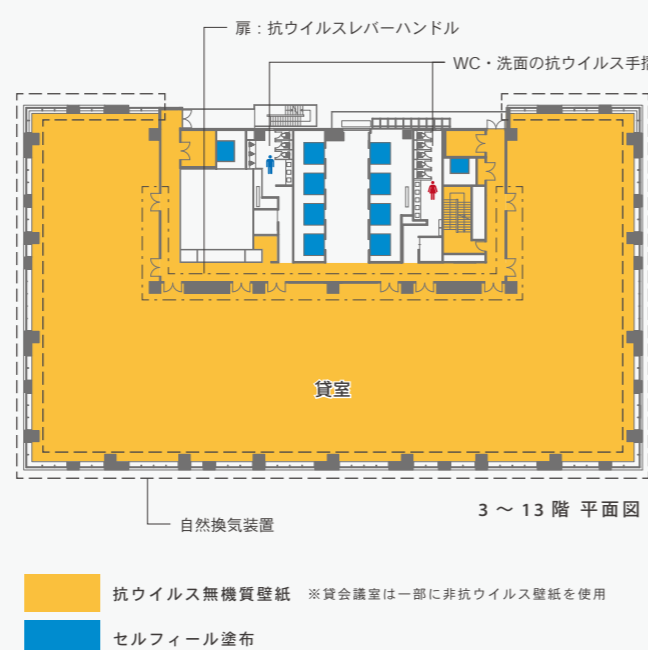 扉：抗ウイルスレバーハンドル
WC・洗面の抗ウイルス手摺
貸室
3 ～ 13 階 平面図
自然換気装置
抗ウイルス無機質壁紙 ※貸会議室は一部に非抗ウイルス壁紙を使用
セルフィール塗布